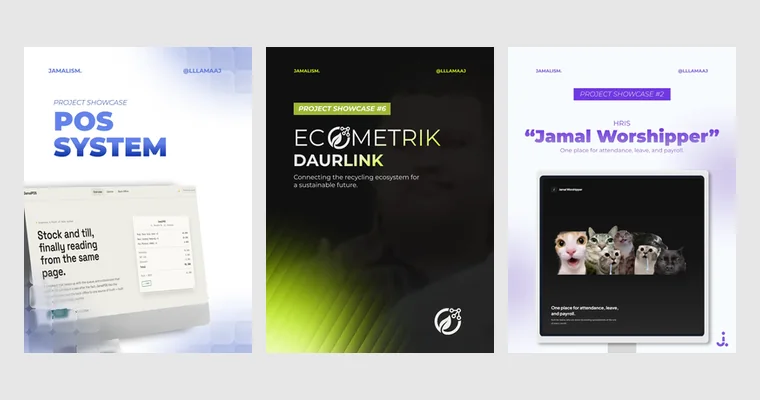 JAMALISM.
@LLLAMAAJ
PROJECT SHOWCASE
POS
SYSTEM
Stock and till,
finally reading
from the same
page.
JAMALISM.
@LLLAMAAJ
PROJECT SHOWCASE #6
ECOMETRIK
DAURLINK
Connecting the recycling ecosystem for
a sustainable future.
JAMALISM.
@LLLAMAAJ
PROJECT SHOWCASE #2
HRIS
“Jamal Worshipper”
One place for attendance, leave, and payroll.
Jamal Worshipper
One place for attendance, leave,
and payroll.
j.